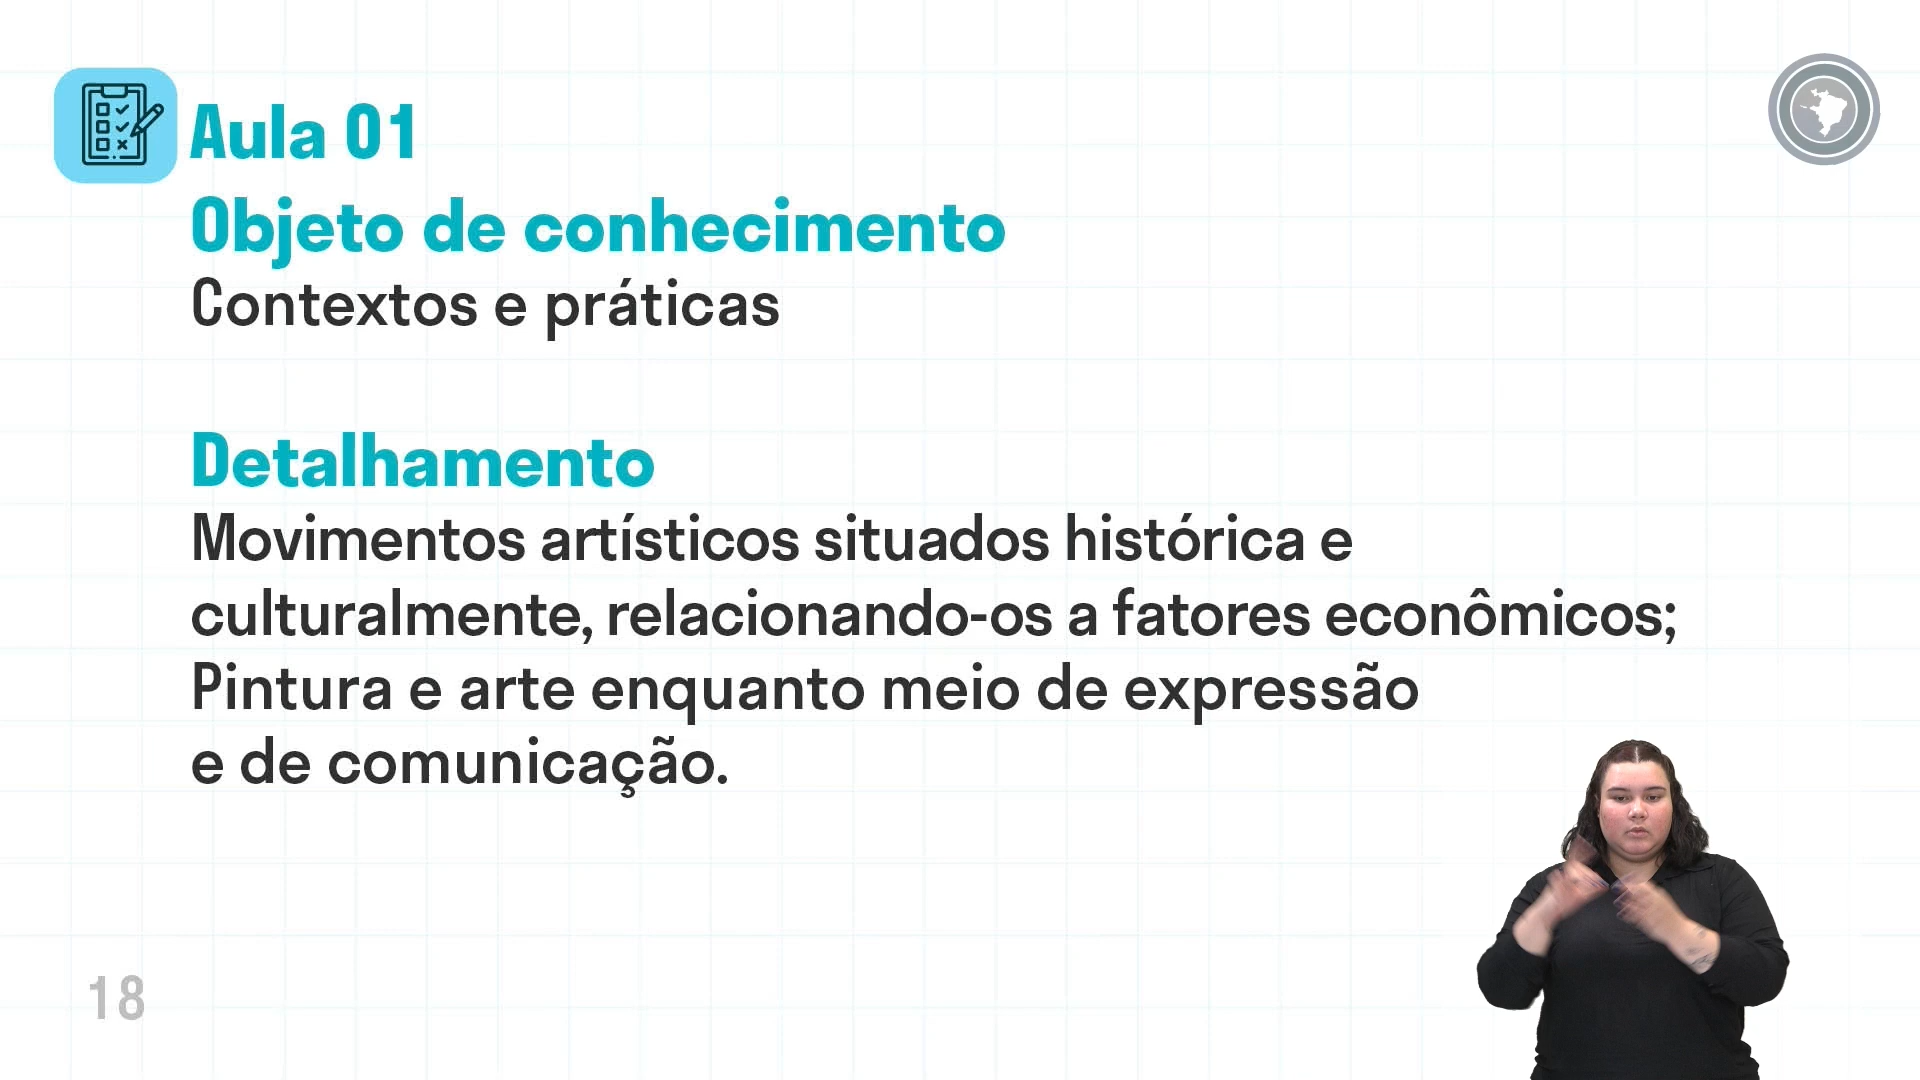 Aula 01
Objeto de conhecimento
Contextos e práticas
Detalhamento
Movimentos artísticos situados histórica e
culturalmente, relacionando-os a fatores econômicos;
Pintura e arte enquanto meio de expressão
e de comunicação.
18